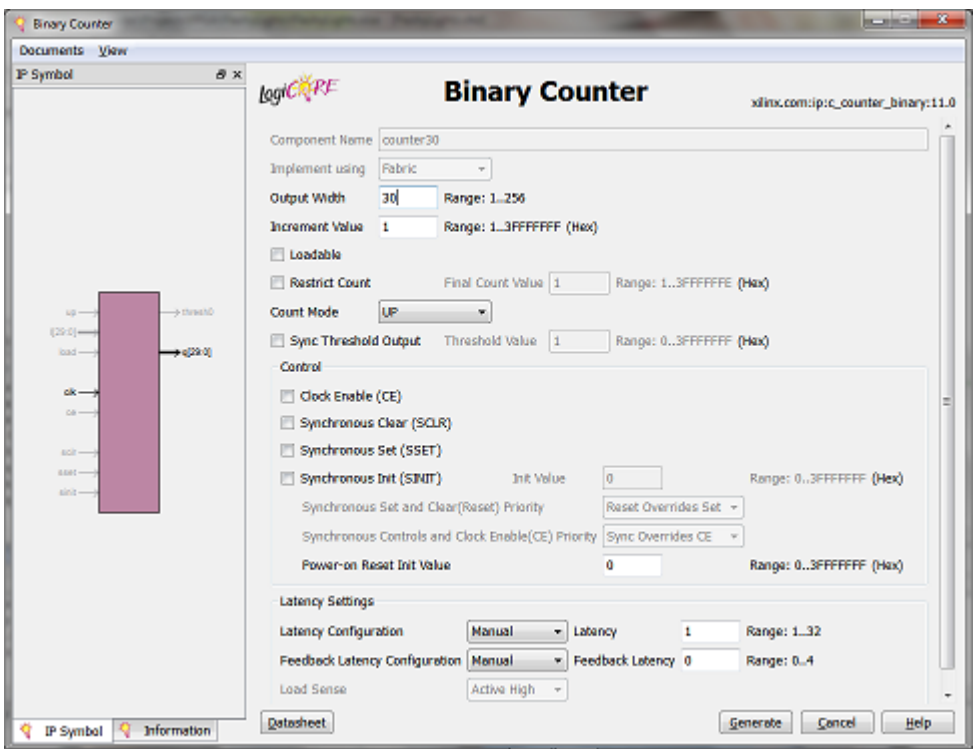 Binary Counter
Documents View
IP Symbol
LogiCORE
Binary Counter
xilinx.com:ip:c_counter_binary:11.0
Component Name counter30
Implement using Fabric
Output Width 30 Range: 1..256
Increment Value 1 Range: 1..3FFFFFFF (Hex)
Loadable
Restrict Count Final Count Value 1 Range: 1..3FFFFFFE (Hex)
Count Mode UP
Sync Threshold Output Threshold Value 1 Range: 0..3FFFFFFF (Hex)
Control
Clock Enable (CE)
Synchronous Clear (SCLR)
Synchronous Set (SSET)
Synchronous Init (SINIT) Init Value 0 Range: 0..3FFFFFFF (Hex)
Synchronous Set and Clear(Reset) Priority Reset Overrides Set
Synchronous Controls and Clock Enable(CE) Priority Sync Overrides CE
Power-on Reset Init Value 0 Range: 0..3FFFFFFF (Hex)
Latency Settings
Latency Configuration Manual Latency 1 Range: 1..32
Feedback Latency Configuration Manual Feedback Latency 0 Range: 0..4
Load Sense Active High
up
thresh0
l[29:0]
load
q[29:0]
clk
ce
sclr
sset
sinit
IP Symbol Information
Datasheet Generate Cancel Help